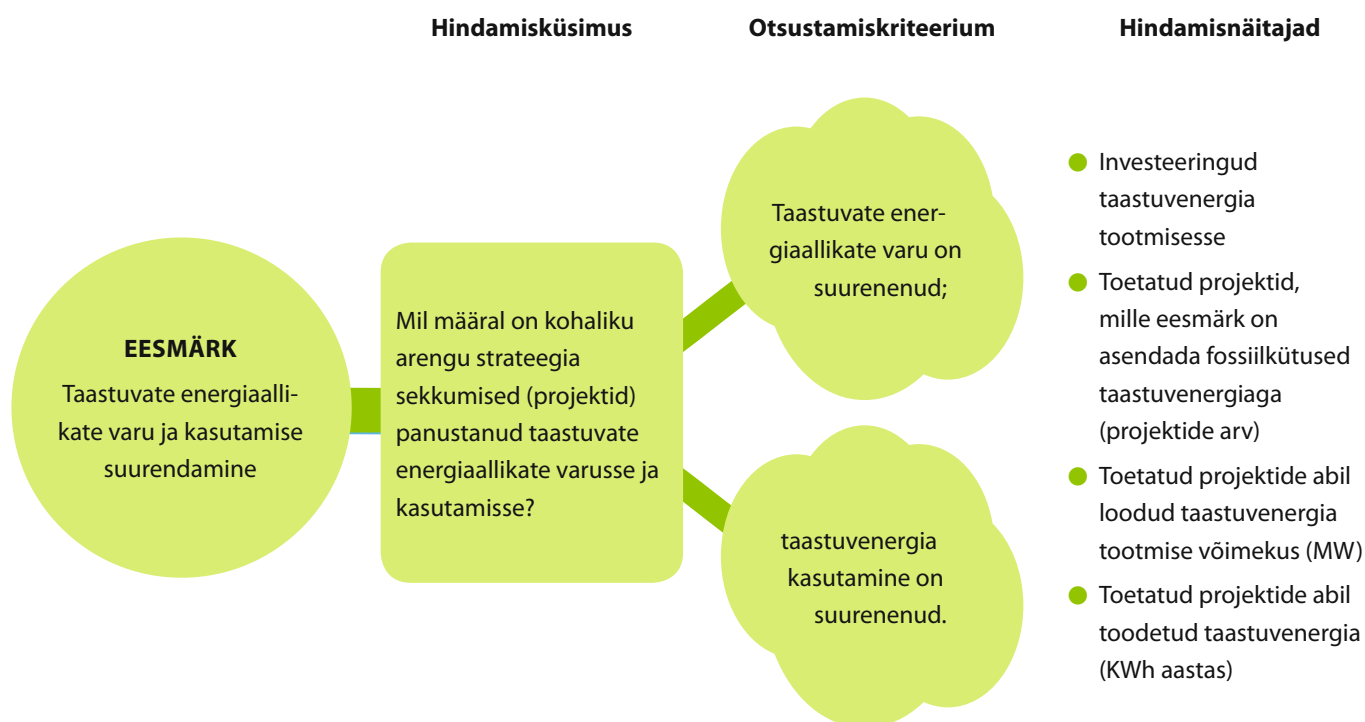 Hindamisküsimus
Otsustamiskriteerium
Hindamisnäitajad
EESMÄRK
Taastuvate energiaalli-
kate varu ja kasutamise
suurendamine
Mil määral on kohaliku
arengu strateegia
sekkumised (projektid)
panustanud taastuvate
energiaallikate varusse ja
kasutamisse?
Taastuvate ener-
giaallikate varu on
suurenenud;
taastuvenergia
kasutamine on
suurenenud.
Investeeringud
taastuvenergia
tootmisesse
Toetatud projektid,
mille eesmärk on
asendada fossiilkütused
taastuvenergiaga
(projektide arv)
Toetatud projektide abil
loodud taastuvenergia
tootmise võimekus (MW)
Toetatud projektide abil
toodetud taastuvenergia
(KWh aastas)